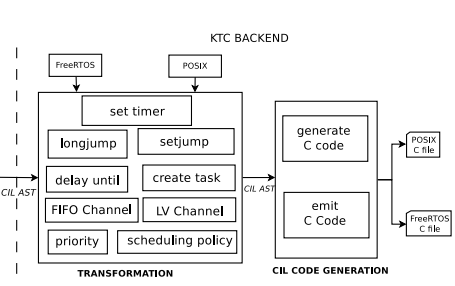 KTC BACKEND
FreeRTOS
POSIX
set timer
longjump
setjump
delay until
create task
FIFO Channel
LV Channel
priority
scheduling policy
TRANSFORMATION
CIL AST
CIL AST
generate
C code
emit
C Code
CIL CODE GENERATION
POSIX
C file
FreeRTOS
C file